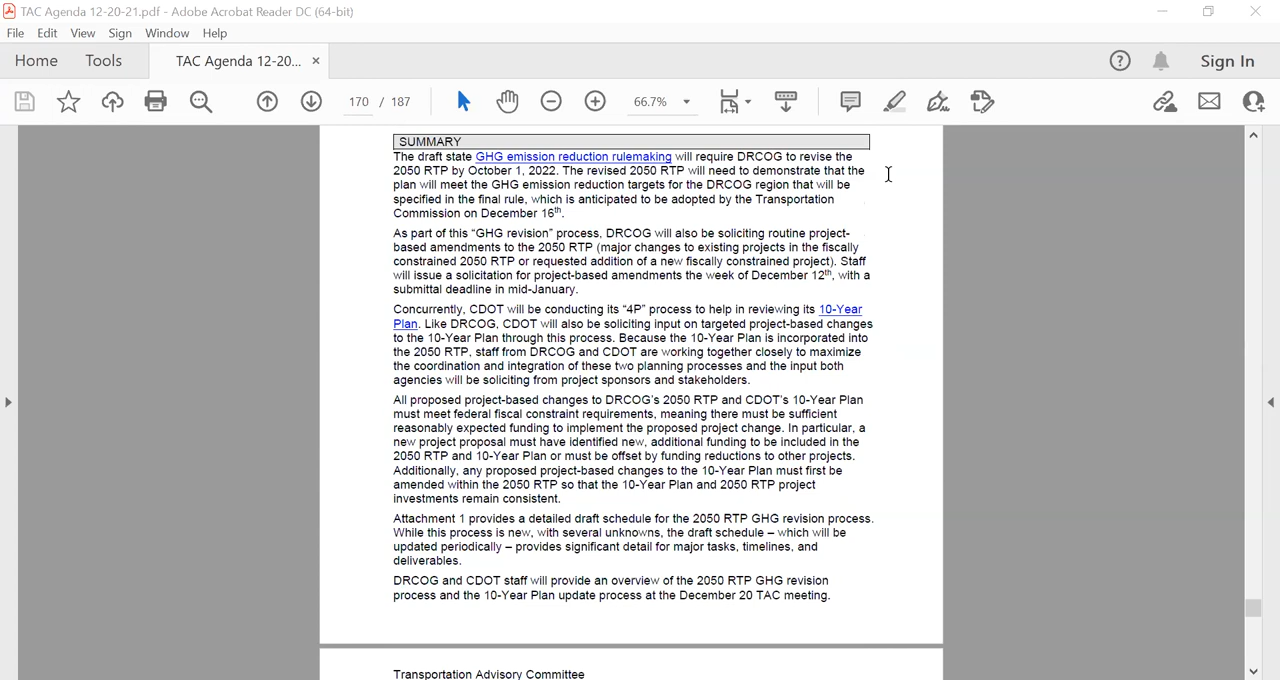 TAC Agenda 12-20-21.pdf - Adobe Acrobat Reader DC (64-bit)
File Edit View Sign Window Help
Home Tools TAC Agenda 12-20... × Sign In
170 / 187 66.7%
SUMMARY
The draft state GHG emission reduction rulemaking will require DRCOG to revise the
2050 RTP by October 1, 2022. The revised 2050 RTP will need to demonstrate that the
plan will meet the GHG emission reduction targets for the DRCOG region that will be
specified in the final rule, which is anticipated to be adopted by the Transportation
Commission on December 16th.
As part of this “GHG revision” process, DRCOG will also be soliciting routine project-
based amendments to the 2050 RTP (major changes to existing projects in the fiscally
constrained 2050 RTP or requested addition of a new fiscally constrained project). Staff
will issue a solicitation for project-based amendments the week of December 12th, with a
submittal deadline in mid-January.
Concurrently, CDOT will be conducting its “4P” process to help in reviewing its 10-Year
Plan. Like DRCOG, CDOT will also be soliciting input on targeted project-based changes
to the 10-Year Plan through this process. Because the 10-Year Plan is incorporated into
the 2050 RTP, staff from DRCOG and CDOT are working together closely to maximize
the coordination and integration of these two planning processes and the input both
agencies will be soliciting from project sponsors and stakeholders.
All proposed project-based changes to DRCOG's 2050 RTP and CDOT's 10-Year Plan
must meet federal fiscal constraint requirements, meaning there must be sufficient
reasonably expected funding to implement the proposed project change. In particular, a
new project proposal must have identified new, additional funding to be included in the
2050 RTP and 10-Year Plan or must be offset by funding reductions to other projects.
Additionally, any proposed project-based changes to the 10-Year Plan must first be
amended within the 2050 RTP so that the 10-Year Plan and 2050 RTP project
investments remain consistent.
Attachment 1 provides a detailed draft schedule for the 2050 RTP GHG revision process.
While this process is new, with several unknowns, the draft schedule – which will be
updated periodically – provides significant detail for major tasks, timelines, and
deliverables.
DRCOG and CDOT staff will provide an overview of the 2050 RTP GHG revision
process and the 10-Year Plan update process at the December 20 TAC meeting.
Transportation Advisory Committee